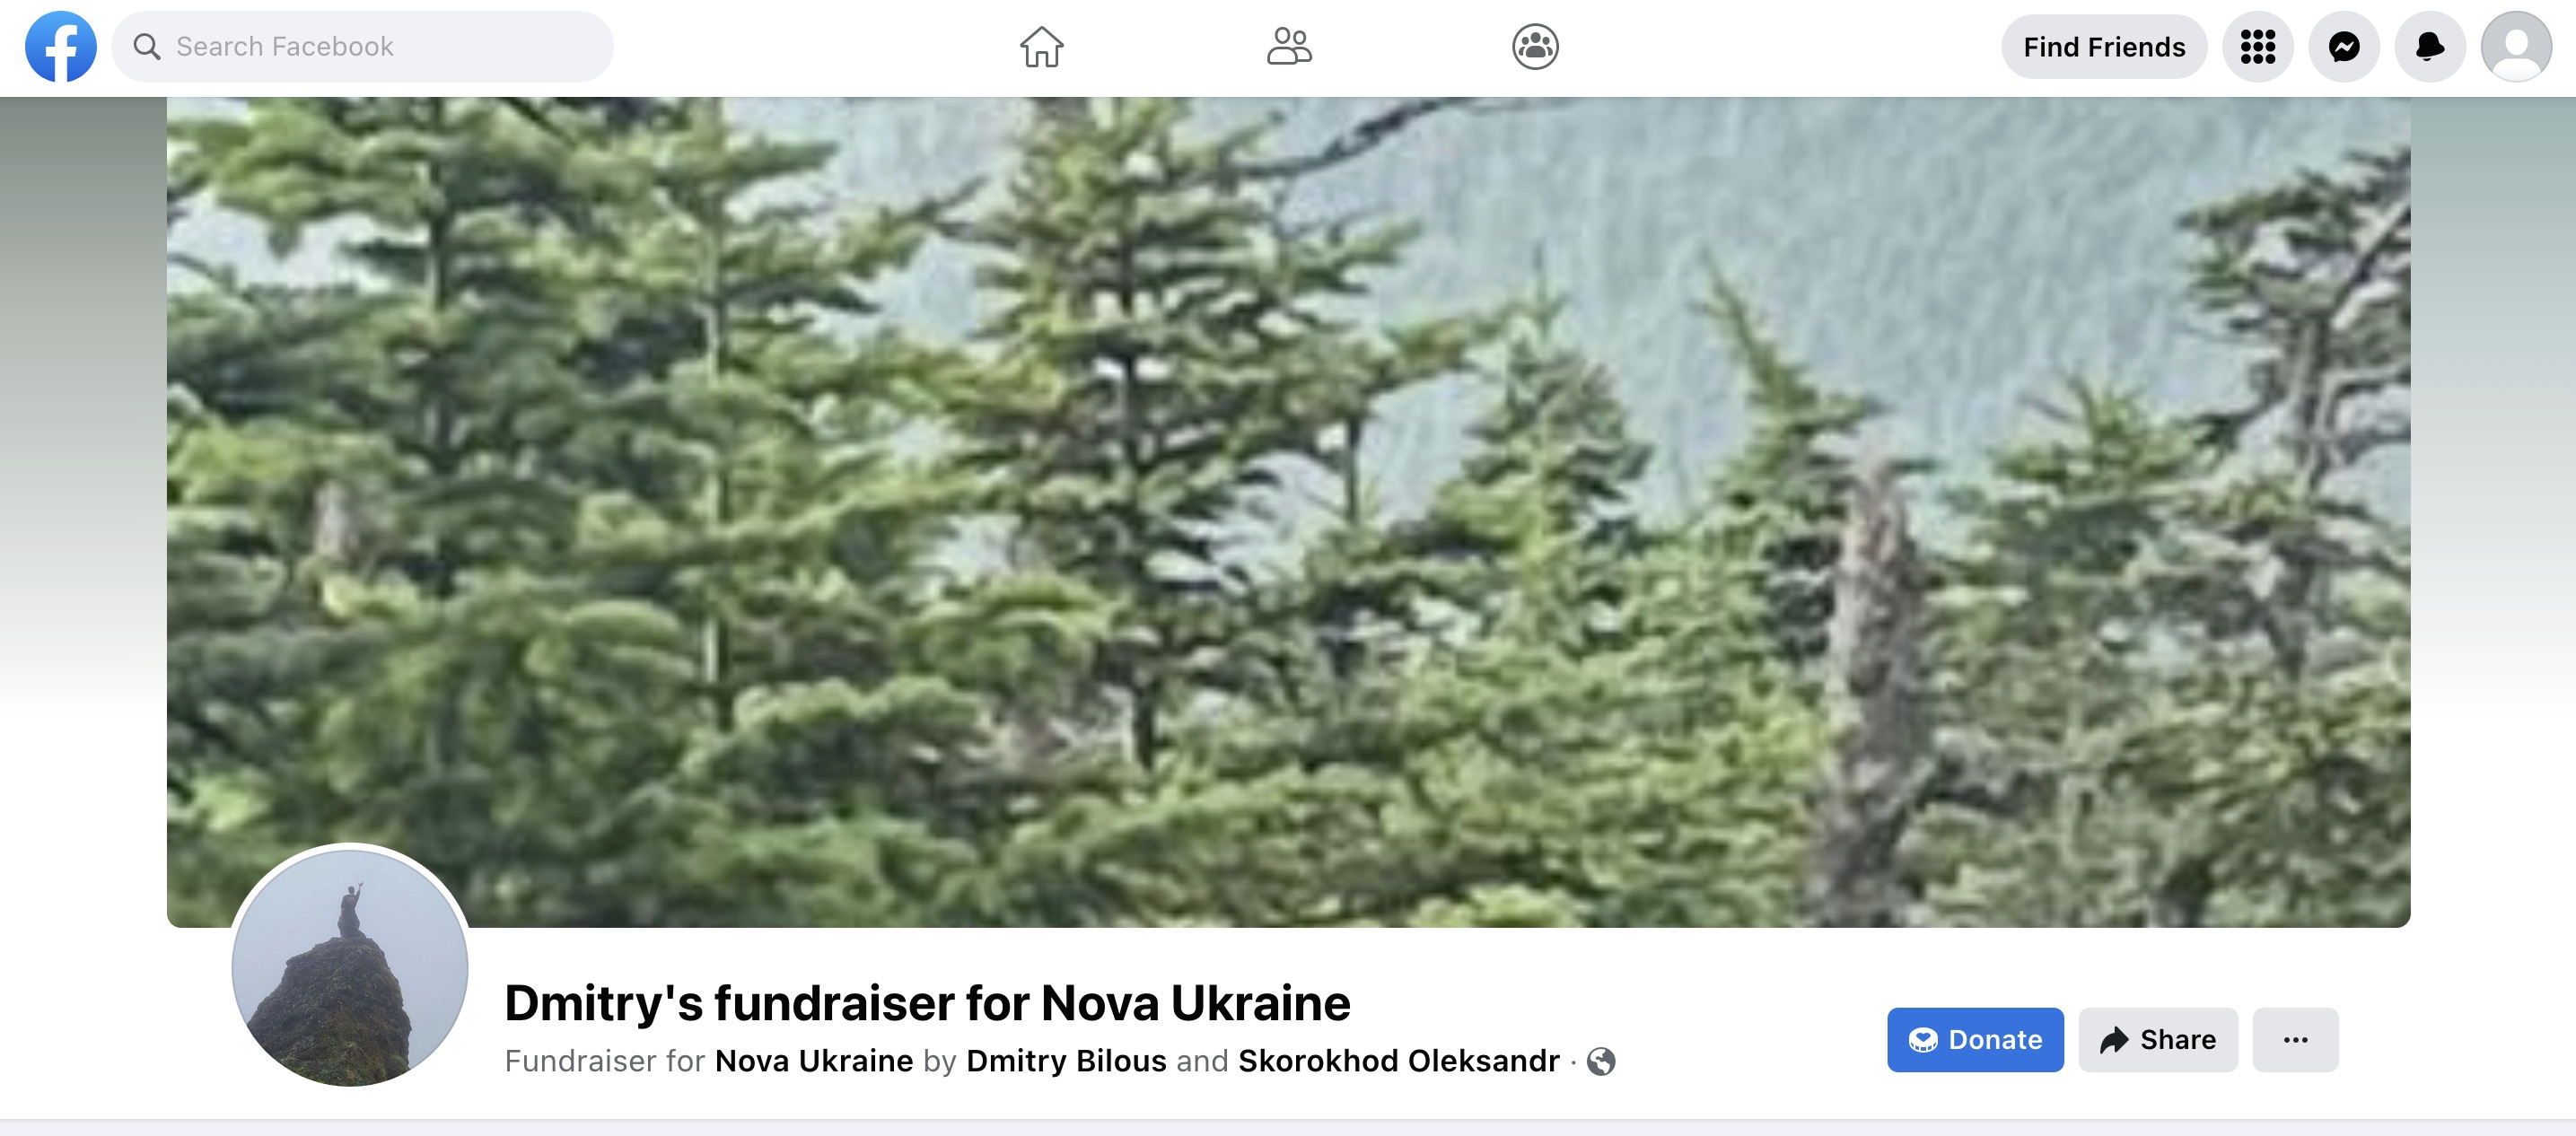 Search Facebook
Find Friends
Dmitry's fundraiser for Nova Ukraine
Fundraiser for Nova Ukraine by Dmitry Bilous and Skorokhod Oleksandr ·
Donate
Share